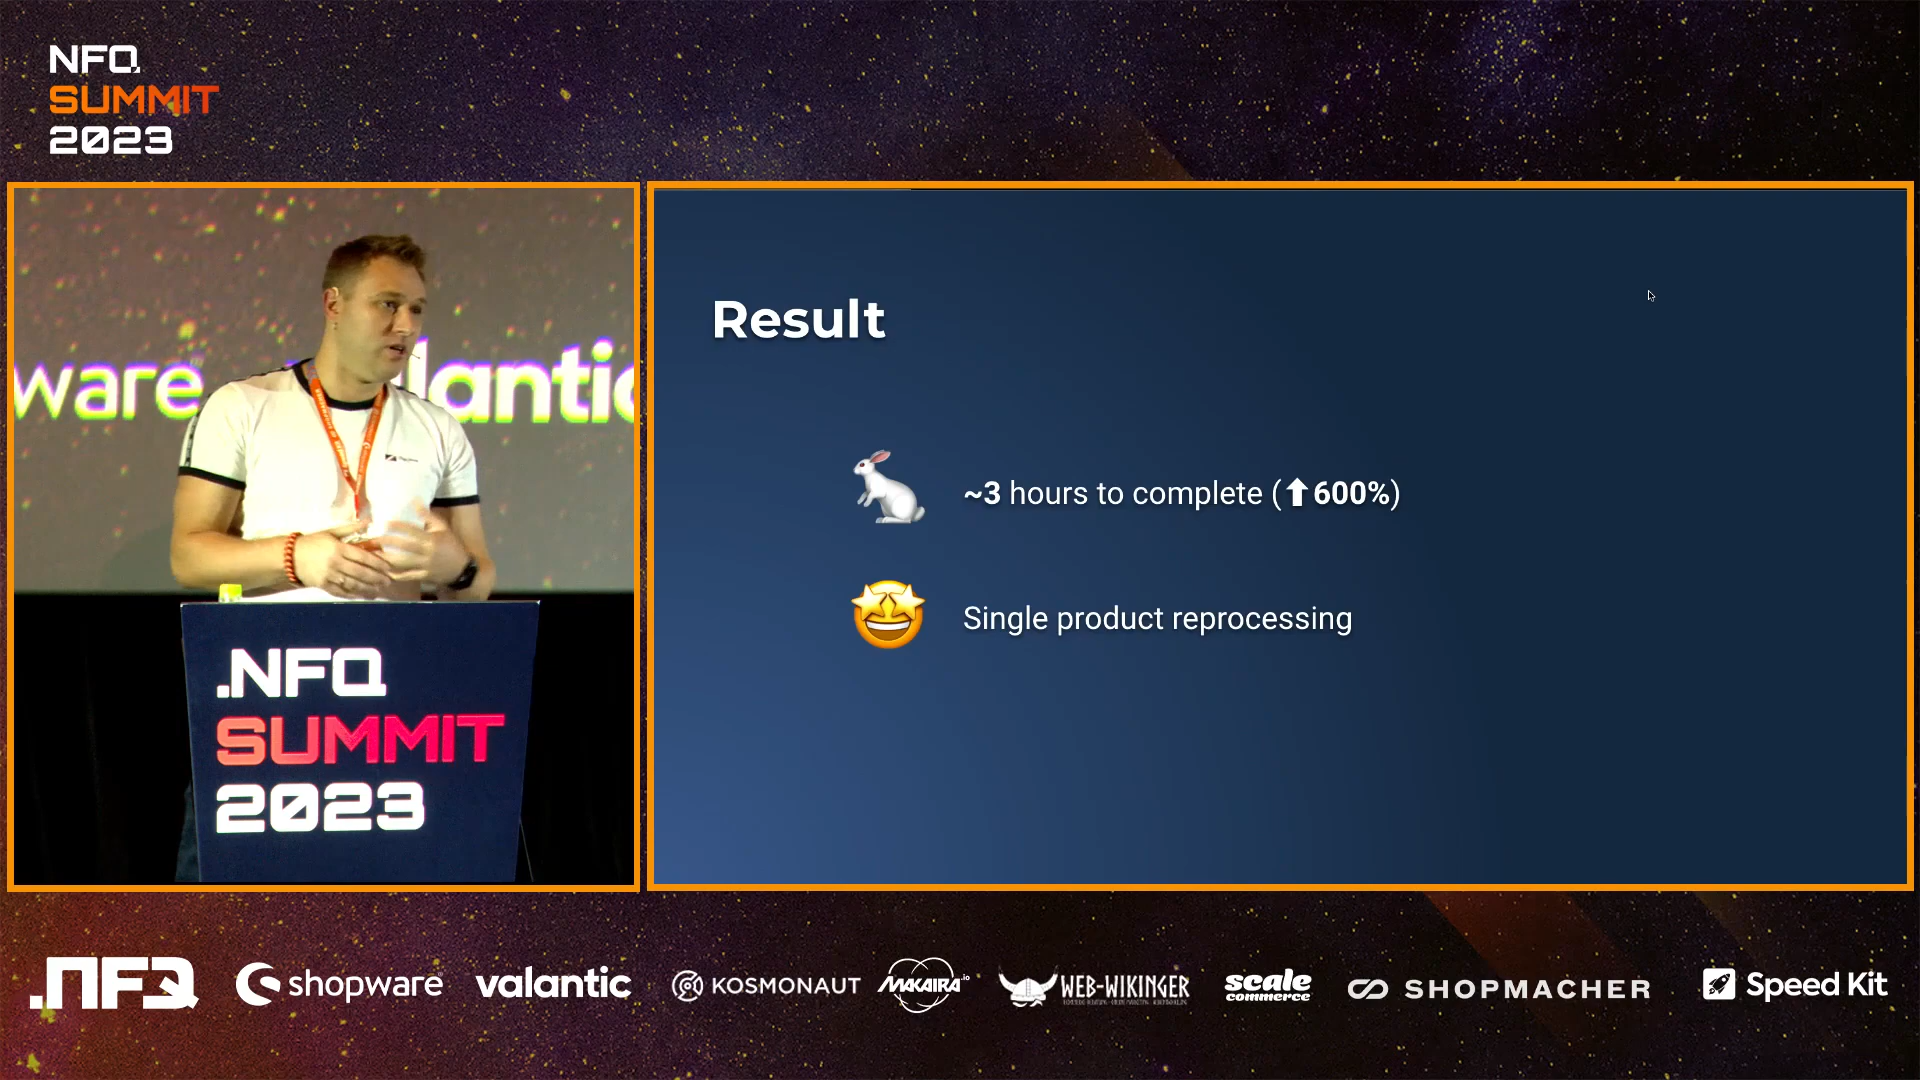 NFQ
SUMMIT
2023
ware
lantic
.NFQ
SUMMIT
2023
Result
~3 hours to complete (⬆600%)
Single product reprocessing
.NFQ
shopware
valantic
KOSMONAUT
MAKAIRA.io
WEB-WIKINGER
scale
commerce
SHOPMACHER
Speed Kit